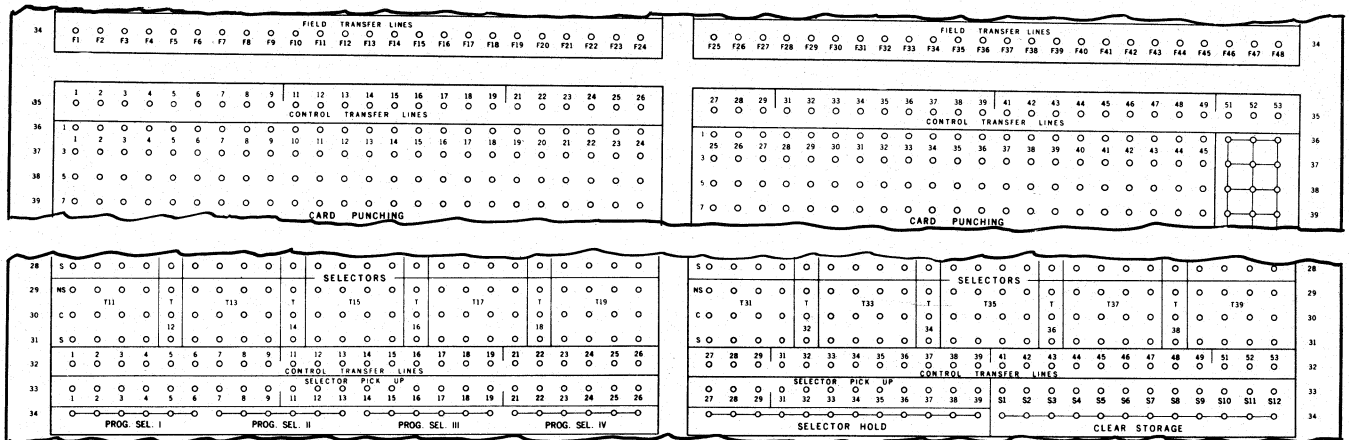 FIELD TRANSFER LINES
34
F1 F2 F3 F4 F5 F6 F7 F8 F9 F10 F11 F12 F13 F14 F15 F16 F17 F18 F19 F20 F21 F22 F23 F24
1 2 3 4 5 6 7 8 9 11 12 13 14 15 16 17 18 19 21 22 23 24 25 26
35
CONTROL TRANSFER LINES
36 1
1 2 3 4 5 6 7 8 9 10 11 12 13 14 15 16 17 18 19 20 21 22 23 24
37 3
38 5
39 7
CARD PUNCHING
FIELD TRANSFER LINES
34
F25 F26 F27 F28 F29 F30 F31 F32 F33 F34 F35 F36 F37 F38 F39 F40 F41 F42 F43 F44 F45 F46 F47 F48
27 28 29 31 32 33 34 35 36 37 38 39 41 42 43 44 45 46 47 48 49 51 52 53
35
CONTROL TRANSFER LINES
1 36
25 26 27 28 29 30 31 32 33 34 35 36 37 38 39 40 41 42 43 44 45
3 37
5 38
7 39
CARD PUNCHING
28 S
SELECTORS
29 NS
T11 T T13 T T15 T T17 T T19
30 C
12 14 16 18
31 S
1 2 3 4 5 6 7 8 9 11 12 13 14 15 16 17 18 19 21 22 23 24 25 26
32
CONTROL TRANSFER LINES
SELECTOR PICK UP
33
1 2 3 4 5 6 7 8 9 11 12 13 14 15 16 17 18 19 21 22 23 24 25 26
34
PROG. SEL. I PROG. SEL. II PROG. SEL. III PROG. SEL. IV
S 28
SELECTORS
NS 29
T31 T T33 T T35 T T37 T T39
C 30
32 34 36 38
S 31
27 28 29 31 32 33 34 35 36 37 38 39 41 42 43 44 45 46 47 48 49 51 52 53
32
CONTROL TRANSFER LINES
SELECTOR PICK UP
33
27 28 29 31 32 33 34 35 36 37 38 39 S1 S2 S3 S4 S5 S6 S7 S8 S9 S10 S11 S12
34
SELECTOR HOLD CLEAR STORAGE